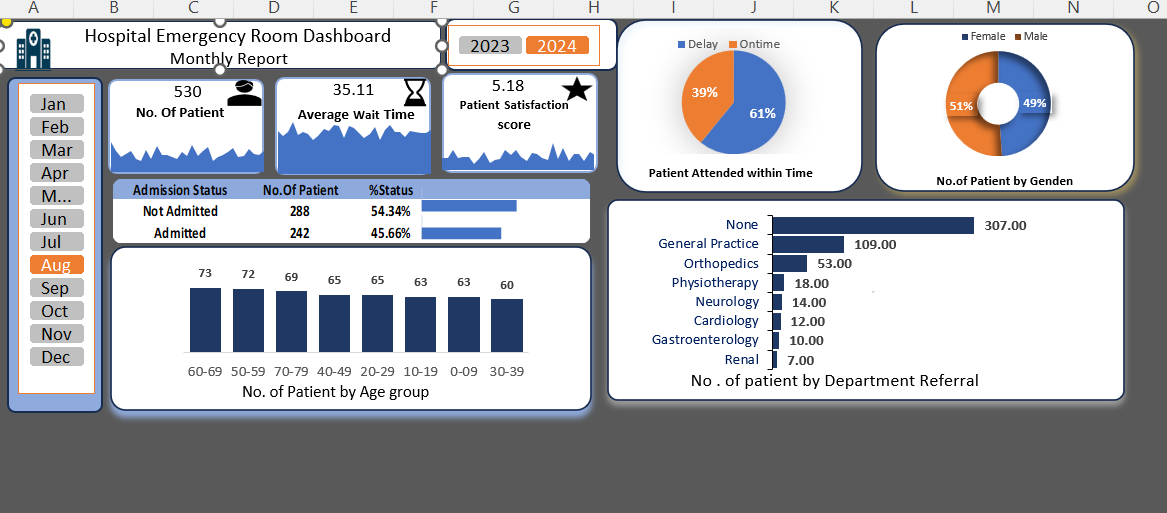 A B C D E F G H I J K L M N O
Hospital Emergency Room Dashboard
Monthly Report
2023 2024
Jan
Feb
Mar
Apr
M...
Jun
Jul
Aug
Sep
Oct
Nov
Dec
530
No. Of Patient
35.11
Average Wait Time
5.18
Patient Satisfaction
score
Delay Ontime
39%
61%
Patient Attended within Time
Female Male
51% 49%
No.of Patient by Genden
Admission Status No.Of Patient %Status
Not Admitted 288 54.34%
Admitted 242 45.66%
73 72 69 65 65 63 63 60
60-69 50-59 70-79 40-49 20-29 10-19 0-09 30-39
No. of Patient by Age group
None 307.00
General Practice 109.00
Orthopedics 53.00
Physiotherapy 18.00
Neurology 14.00
Cardiology 12.00
Gastroenterology 10.00
Renal 7.00
No . of patient by Department Referral